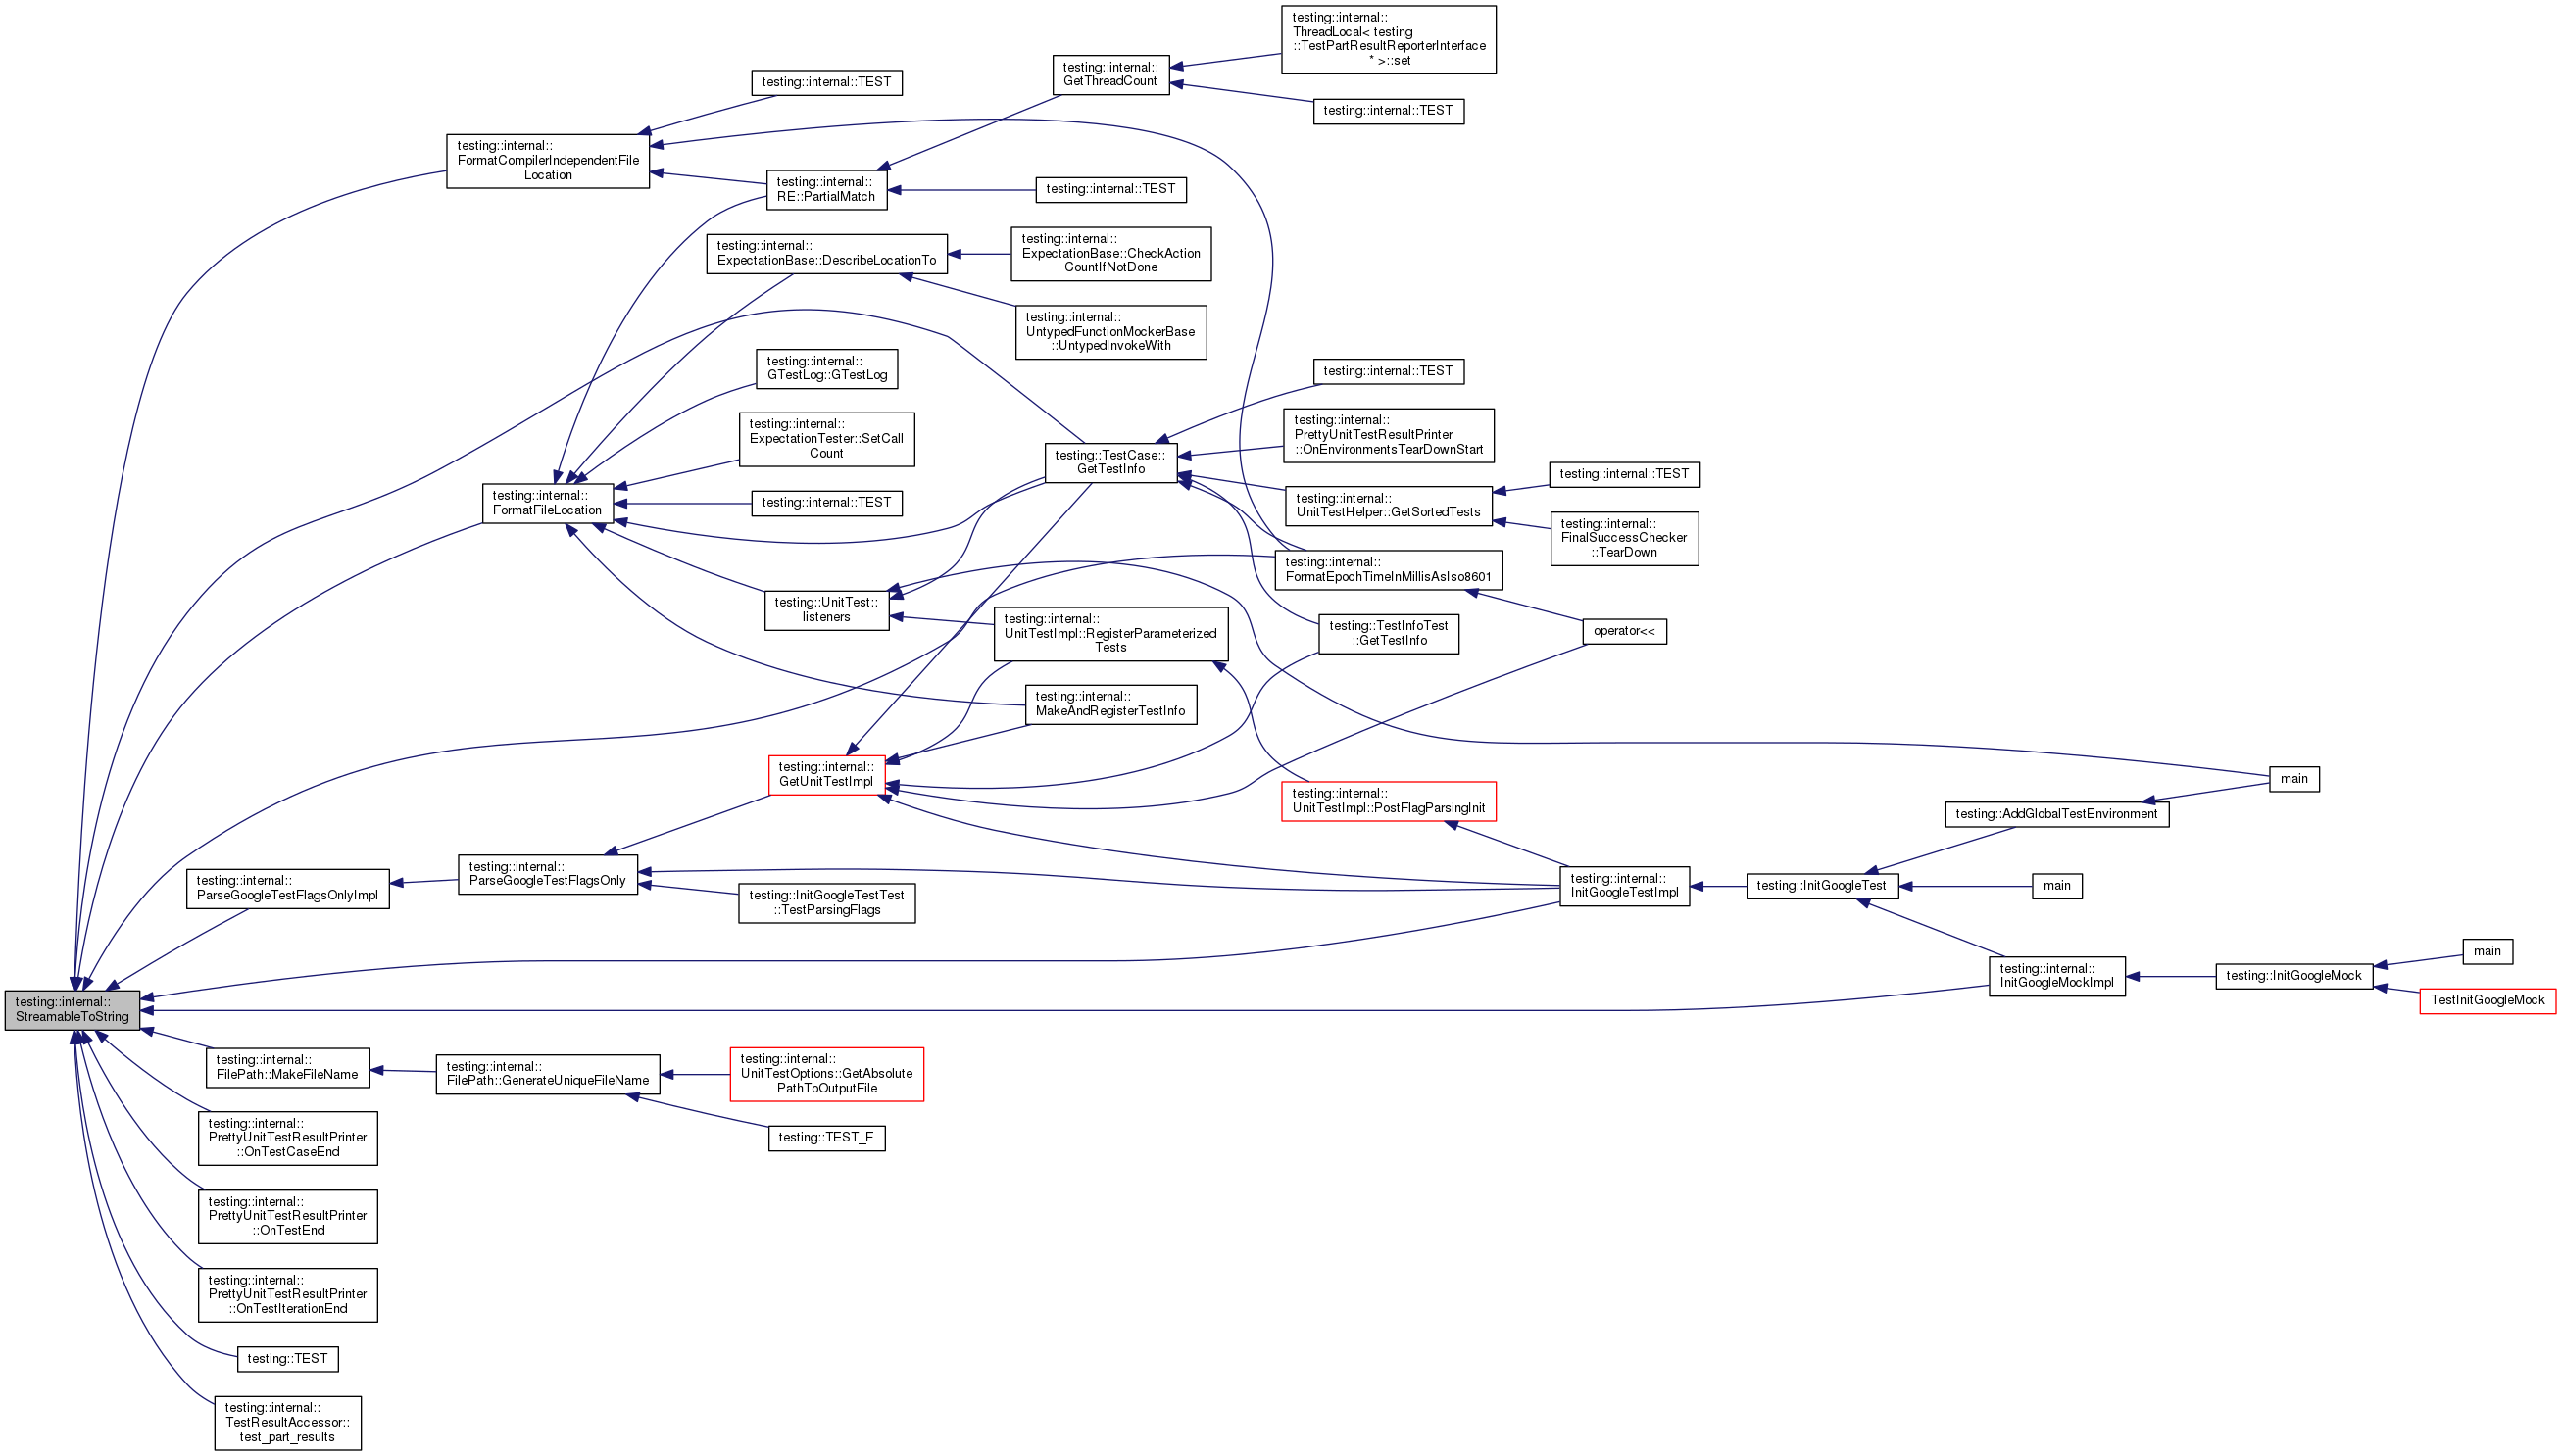 testing::internal::
ThreadLocal< testing
::TestPartResultReporterInterface
* >::set
testing::internal::
GetThreadCount
testing::internal::TEST
testing::internal::TEST
testing::internal::
FormatCompilerIndependentFile
Location
testing::internal::
RE::PartialMatch
testing::internal::TEST
testing::internal::
ExpectationBase::DescribeLocationTo
testing::internal::
ExpectationBase::CheckAction
CountIfNotDone
testing::internal::
UntypedFunctionMockerBase
::UntypedInvokeWith
testing::internal::
GTestLog::GTestLog
testing::internal::TEST
testing::internal::
ExpectationTester::SetCall
Count
testing::internal::
PrettyUnitTestResultPrinter
::OnEnvironmentsTearDownStart
testing::TestCase::
GetTestInfo
testing::internal::TEST
testing::internal::
FormatFileLocation
testing::internal::TEST
testing::internal::
UnitTestHelper::GetSortedTests
testing::internal::
FinalSuccessChecker
::TearDown
testing::internal::
FormatEpochTimeInMillisAsIso8601
testing::UnitTest::
listeners
testing::internal::
UnitTestImpl::RegisterParameterized
Tests
testing::TestInfoTest
::GetTestInfo
operator<<
testing::internal::
MakeAndRegisterTestInfo
testing::internal::
GetUnitTestImpl
testing::internal::
UnitTestImpl::PostFlagParsingInit
main
testing::AddGlobalTestEnvironment
testing::internal::
ParseGoogleTestFlagsOnlyImpl
testing::internal::
ParseGoogleTestFlagsOnly
testing::InitGoogleTestTest
::TestParsingFlags
testing::internal::
InitGoogleTestImpl
testing::InitGoogleTest
main
main
testing::internal::
InitGoogleMockImpl
testing::InitGoogleMock
TestInitGoogleMock
testing::internal::
StreamableToString
testing::internal::
FilePath::MakeFileName
testing::internal::
FilePath::GenerateUniqueFileName
testing::internal::
UnitTestOptions::GetAbsolute
PathToOutputFile
testing::TEST_F
testing::internal::
PrettyUnitTestResultPrinter
::OnTestCaseEnd
testing::internal::
PrettyUnitTestResultPrinter
::OnTestEnd
testing::internal::
PrettyUnitTestResultPrinter
::OnTestIterationEnd
testing::TEST
testing::internal::
TestResultAccessor::
test_part_results